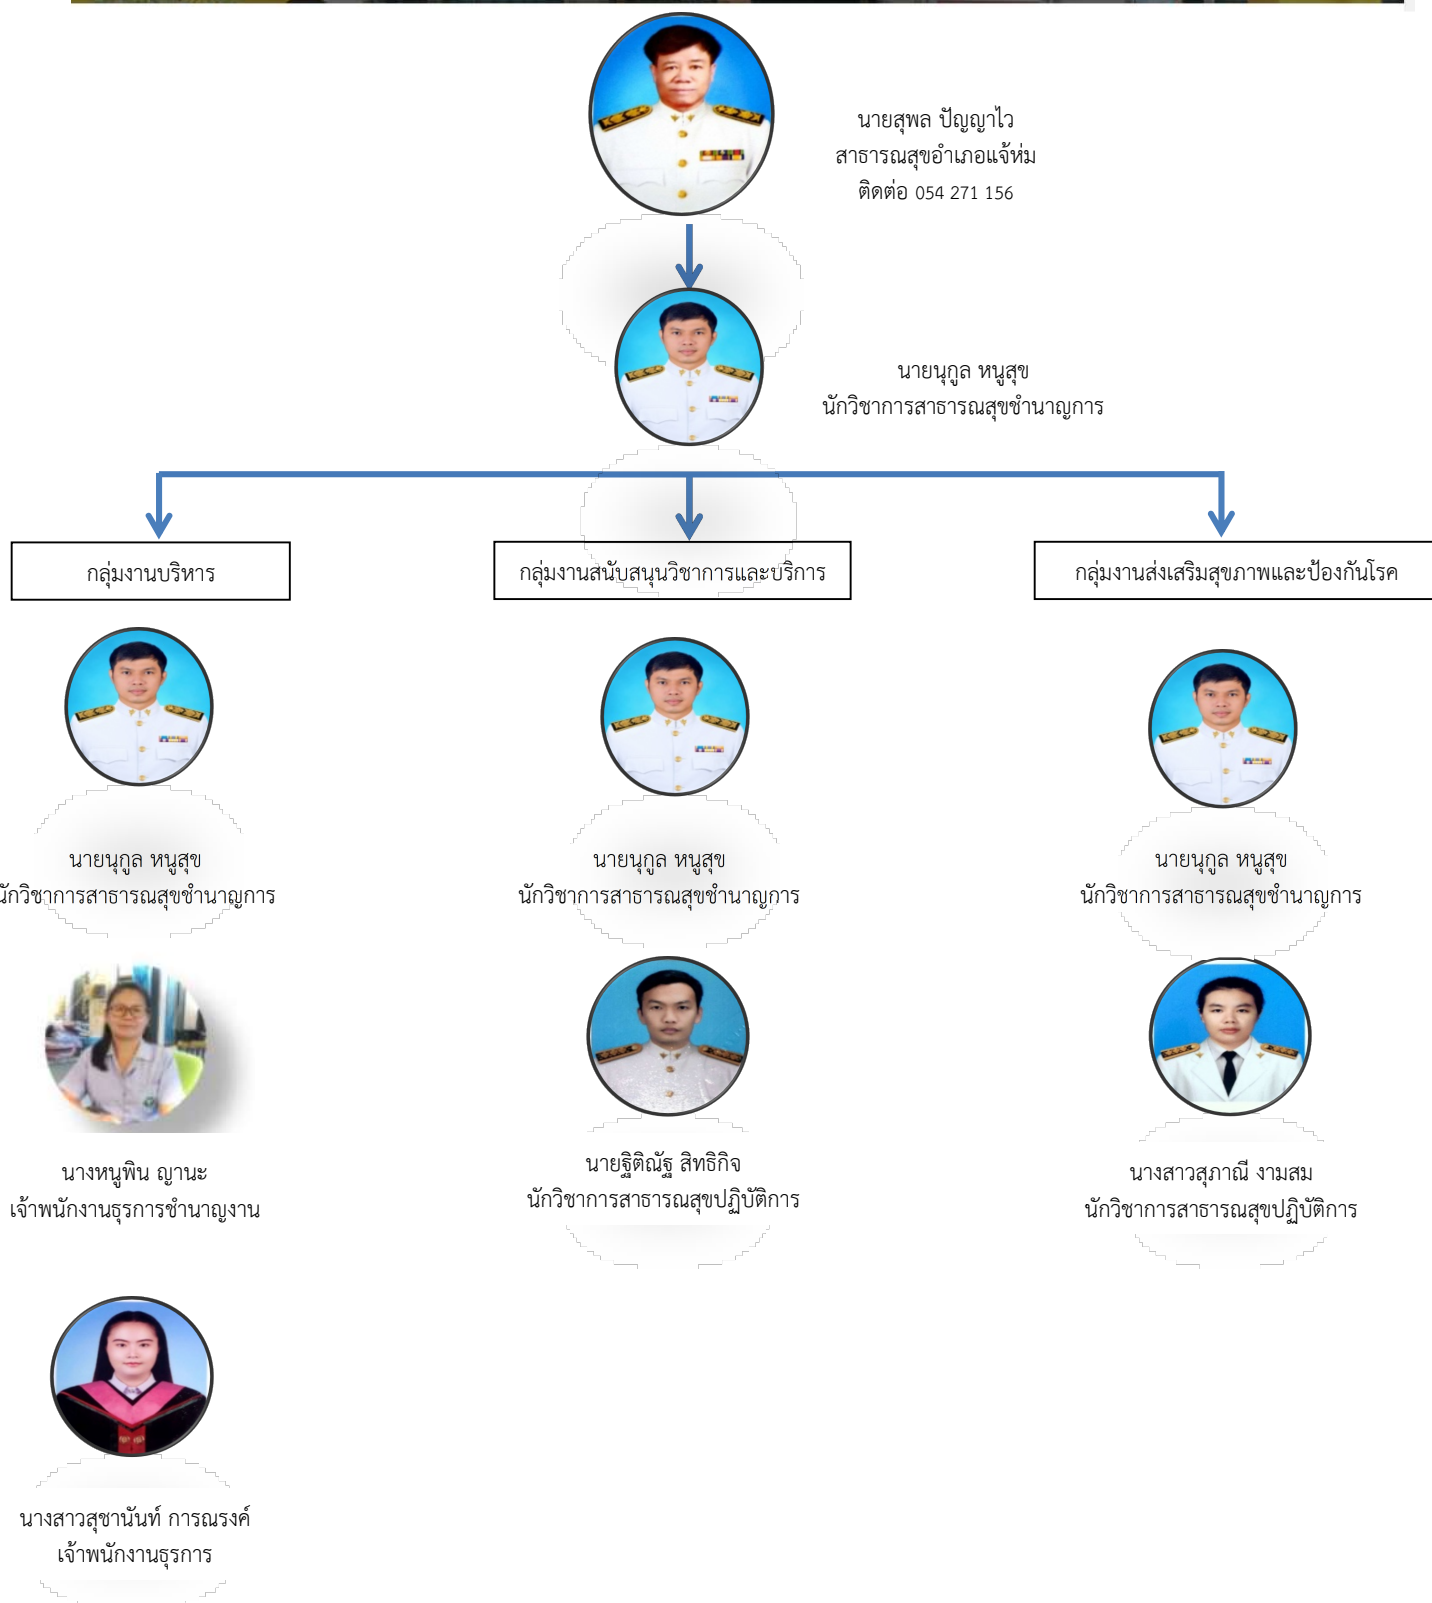 นายสุพล ปัญญาไว
สาธารณสุขอำเภอแจ้ห่ม
ติดต่อ 054 271 156
นายนุกูล หนูสุข
นักวิชาการสาธารณสุขชำนาญการ
กลุ่มงานบริหาร
กลุ่มงานสนับสนุนวิชาการและบริการ
กลุ่มงานส่งเสริมสุขภาพและป้องกันโรค
นายนุกูล หนูสุข
นักวิชาการสาธารณสุขชำนาญการ
นายนุกูล หนูสุข
นักวิชาการสาธารณสุขชำนาญการ
นายนุกูล หนูสุข
นักวิชาการสาธารณสุขชำนาญการ
นางหนูพิน ญานะ
เจ้าพนักงานธุรการชำนาญงาน
นายฐิติณัฐ สิทธิกิจ
นักวิชาการสาธารณสุขปฏิบัติการ
นางสาวสุภาณี งามสม
นักวิชาการสาธารณสุขปฏิบัติการ
นางสาวสุชานันท์ การณรงค์
เจ้าพนักงานธุรการ